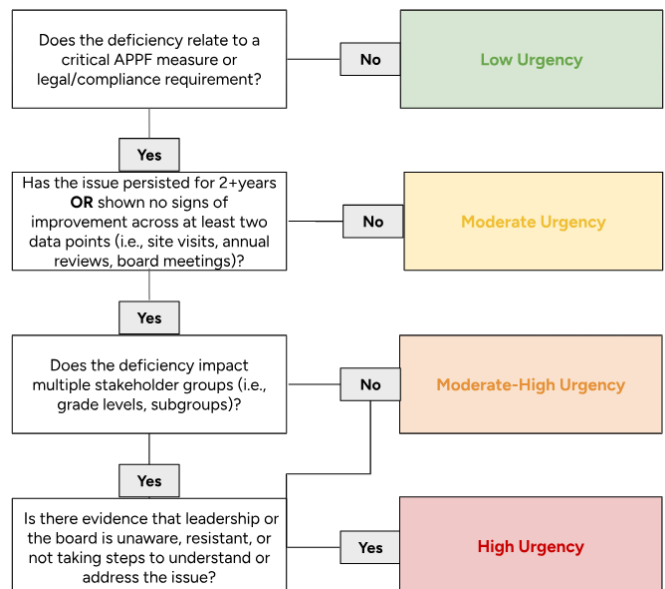 Does the deficiency relate to a
critical APPF measure or
legal/compliance requirement?
No
Low Urgency
Yes
Has the issue persisted for 2+years
OR shown no signs of
improvement across at least two
data points (i.e., site visits, annual
reviews, board meetings)?
No
Moderate Urgency
Yes
Does the deficiency impact
multiple stakeholder groups (i.e.,
grade levels, subgroups)?
No
Moderate-High Urgency
Yes
Is there evidence that leadership or
the board is unaware, resistant, or
not taking steps to understand or
address the issue?
Yes
High Urgency